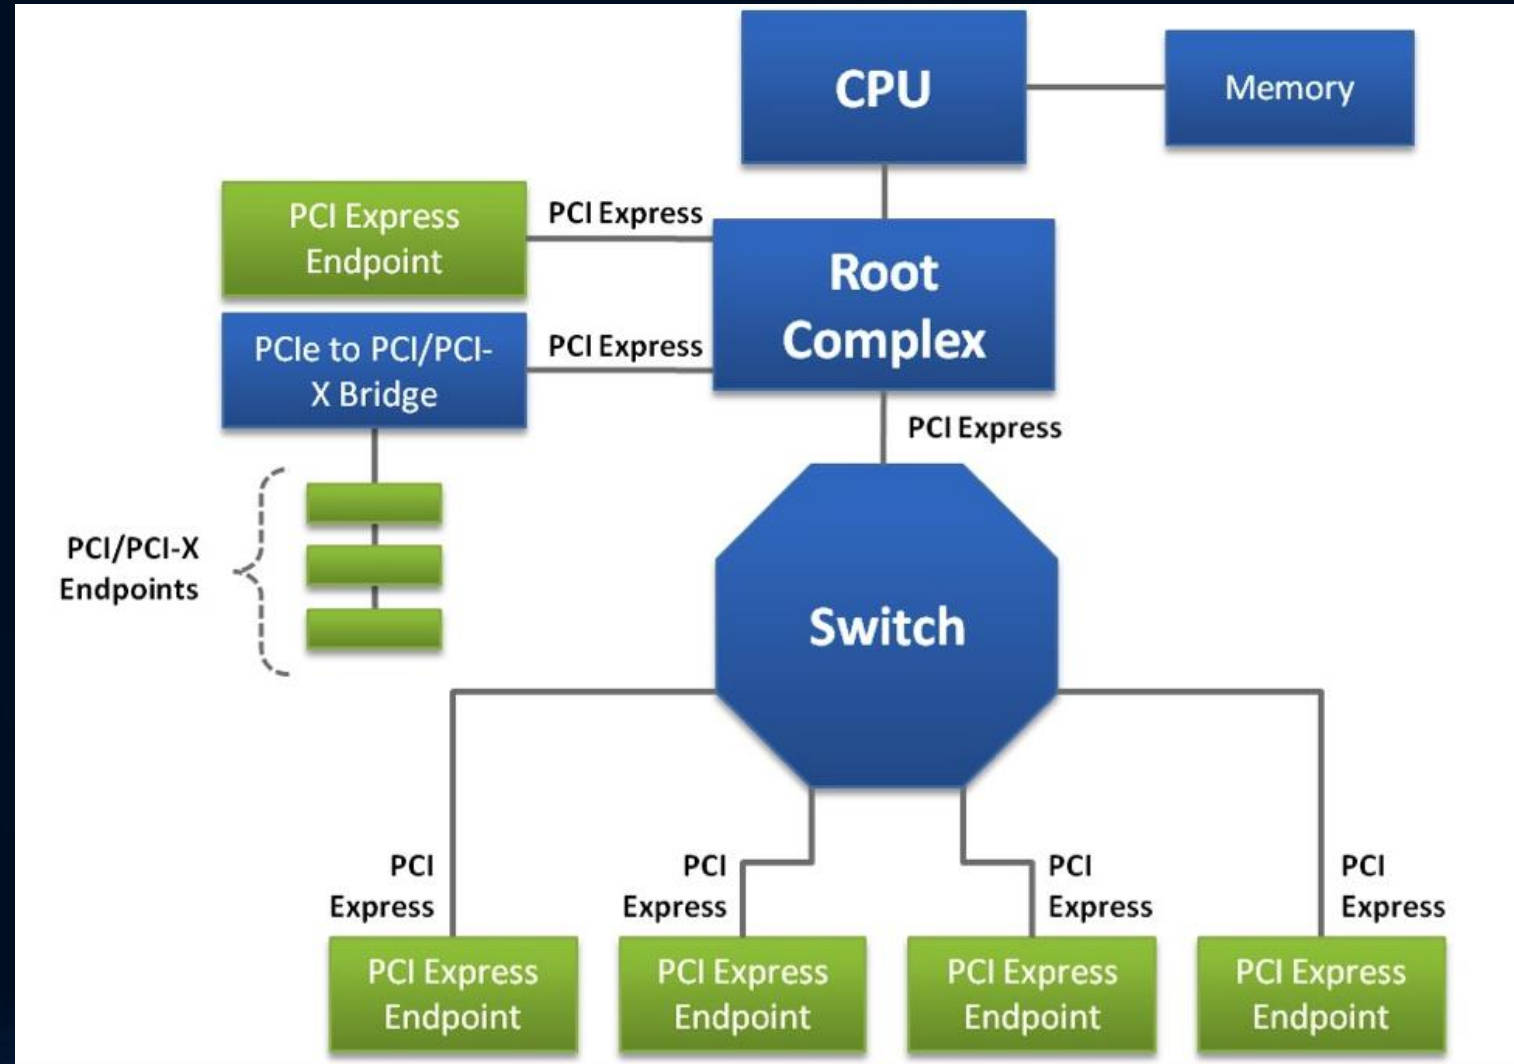 CPU
Memory
PCI Express
Endpoint
PCI Express
Root
Complex
PCIe to PCI/PCI-
X Bridge
PCI Express
PCI Express
PCI/PCI-X
Endpoints
Switch
PCI
Express
PCI
Express
PCI
Express
PCI
Express
PCI Express
Endpoint
PCI Express
Endpoint
PCI Express
Endpoint
PCI Express
Endpoint